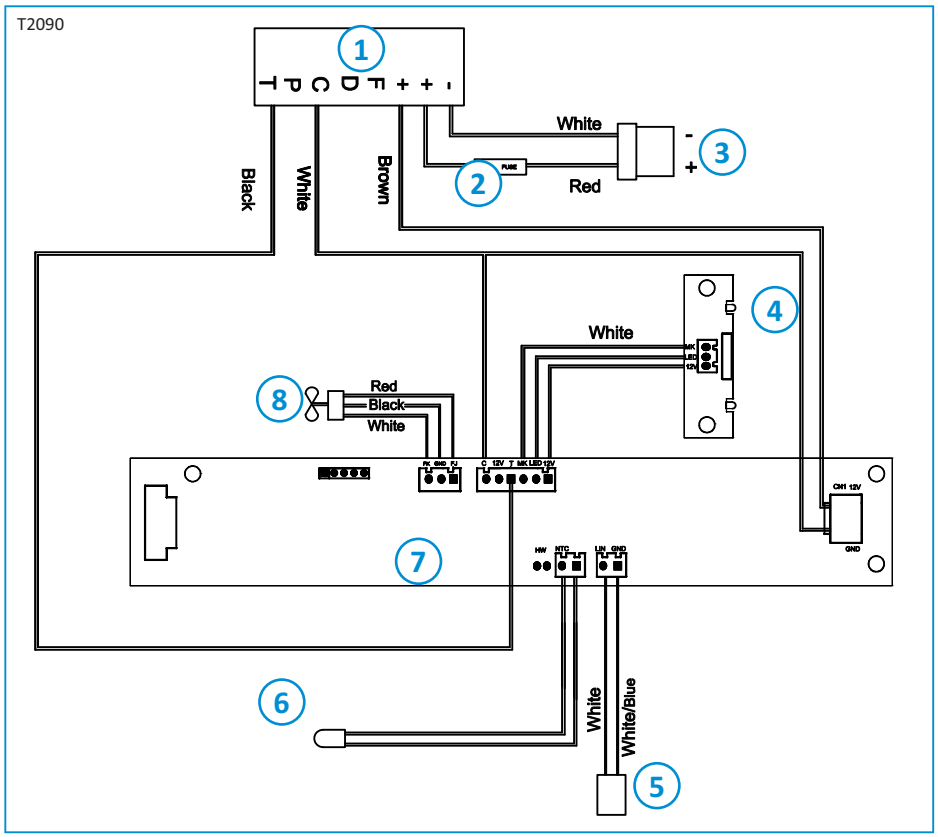 T2090
1
T P C D F + + -
White
- 
3
+
FUSE
2
Red
Black
White
Brown
4
White
MK
LED
12V
8
Red
Black
White
FK GND FJ
C 12V T MK LED 12V
CN1 12V
GND
7
HW NTC
LIN GND
6
White
White/Blue
5